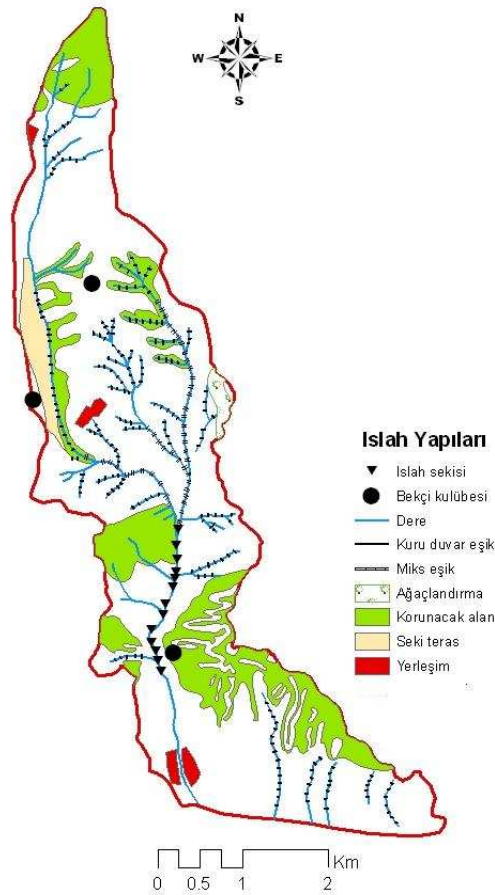 N
W E
S
Islah Yapıları
Islah sekisi
Bekçi kulübesi
Dere
Kuru duvar eşik
Miks eşik
Ağaçlandırma
Korunacak alan
Seki teras
Yerleşim
Km
0 0.5 1 2